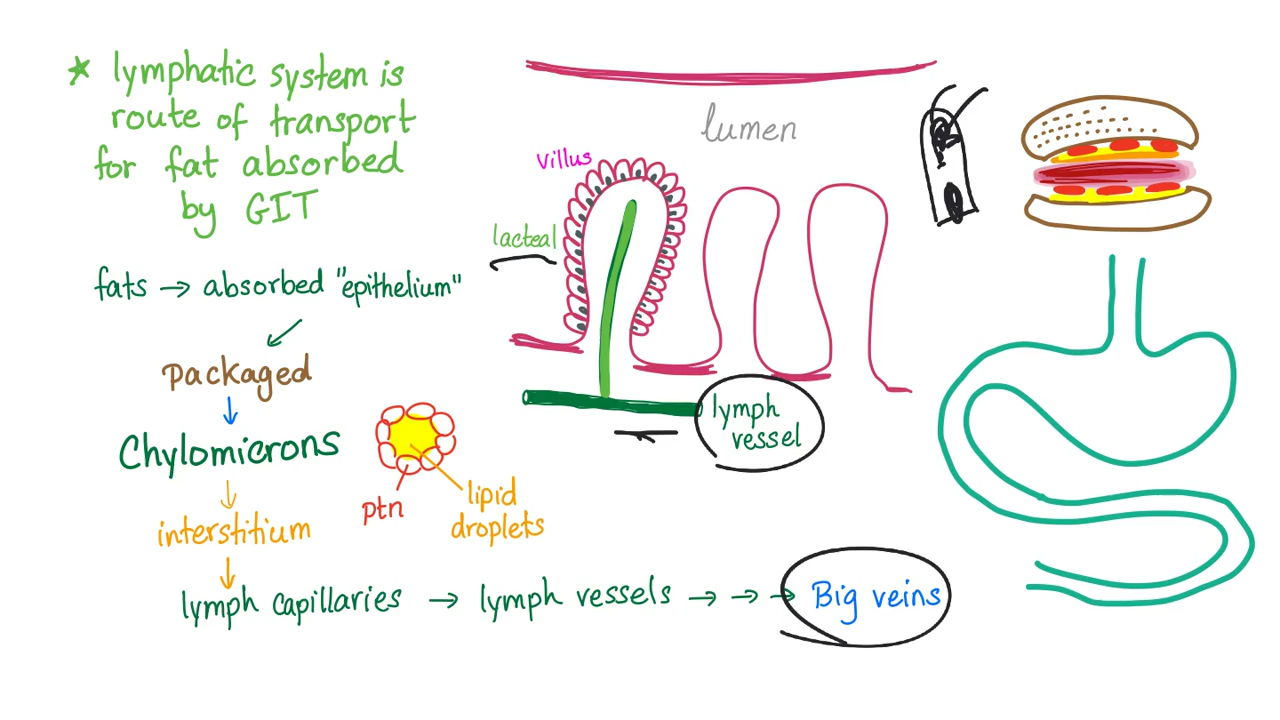 * lymphatic system is
route of transport
for fat absorbed
by GIT
fats → absorbed "epithelium"
Packaged
Chylomicrons
ptn
lipid
droplets
interstitium
lymph capillaries → lymph vessels → → → Big veins
lumen
villus
lacteal
lymph
vessel